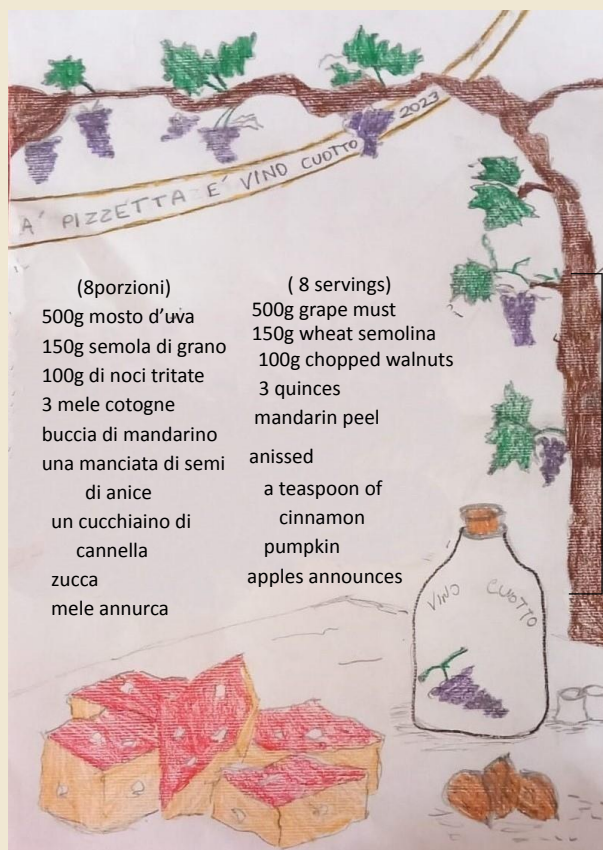 A' PIZZETTA E' VINO CUOTTO 2023
(8porzioni)
500g mosto d'uva
150g semola di grano
100g di noci tritate
3 mele cotogne
buccia di mandarino
una manciata di semi
di anice
un cucchiaino di
cannella
zucca
mele annurca
( 8 servings)
500g grape must
150g wheat semolina
100g chopped walnuts
3 quinces
mandarin peel
anissed
a teaspoon of
cinnamon
pumpkin
apples announces
VINO CUOTTO